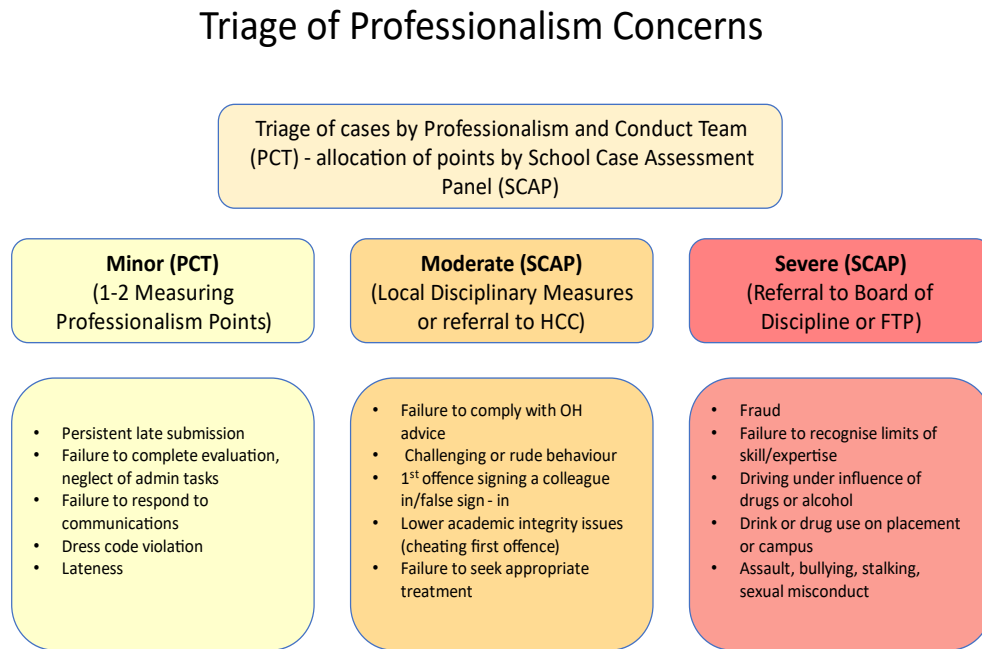 Triage of Professionalism Concerns
Triage of cases by Professionalism and Conduct Team
(PCT) - allocation of points by School Case Assessment
Panel (SCAP)
Minor (PCT)
(1-2 Measuring
Professionalism Points)
Moderate (SCAP)
(Local Disciplinary Measures
or referral to HCC)
Severe (SCAP)
(Referral to Board of
Discipline or FTP)
• Persistent late submission
• Failure to complete evaluation,
neglect of admin tasks
• Failure to respond to
communications
• Dress code violation
• Lateness
• Failure to comply with OH
advice
• Challenging or rude behaviour
• 1st offence signing a colleague
in/false sign - in
• Lower academic integrity issues
(cheating first offence)
• Failure to seek appropriate
treatment
• Fraud
• Failure to recognise limits of
skill/expertise
• Driving under influence of
drugs or alcohol
• Drink or drug use on placement
or campus
• Assault, bullying, stalking,
sexual misconduct